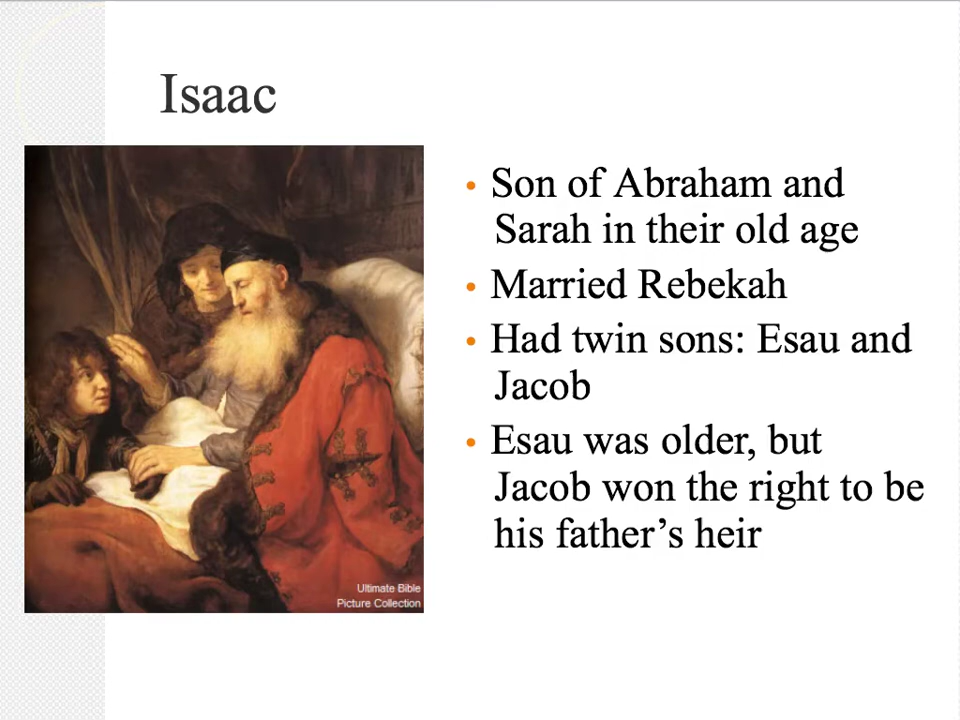 Isaac
• Son of Abraham and
Sarah in their old age
• Married Rebekah
• Had twin sons: Esau and
Jacob
• Esau was older, but
Jacob won the right to be
his father’s heir
Ultimate Bible
Picture Collection